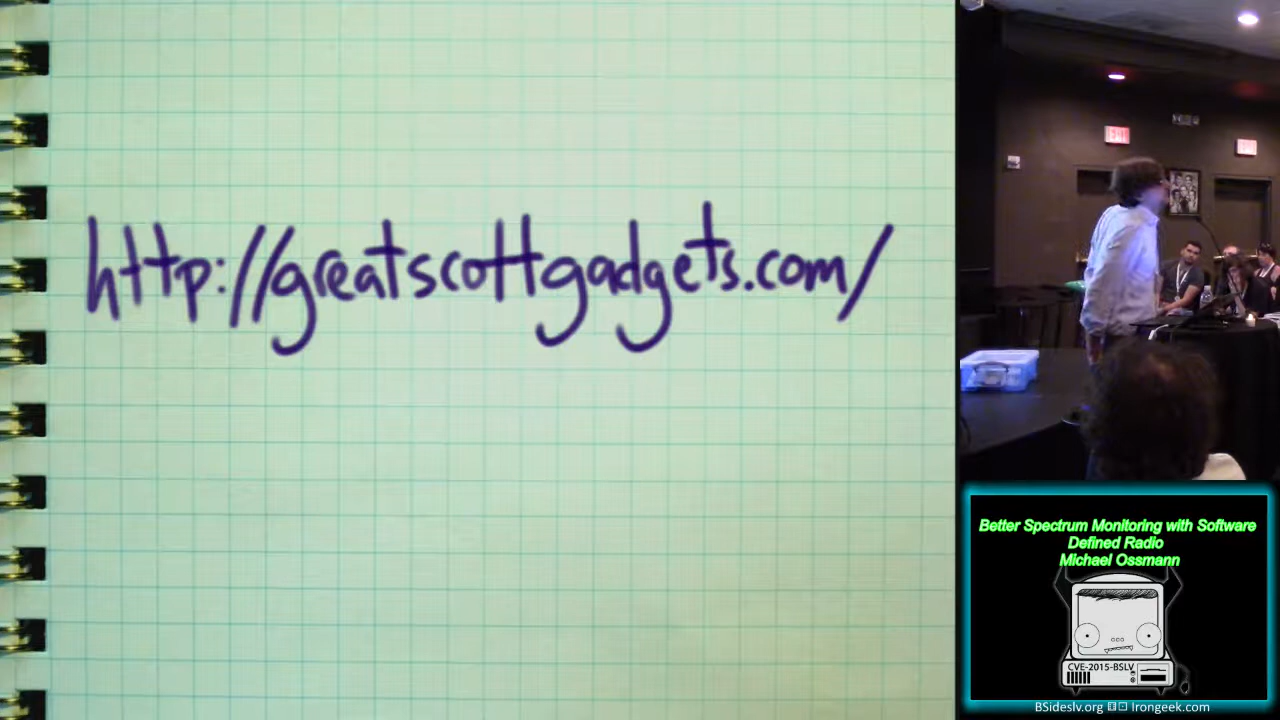 http://greatscottgadgets.com/
Better Spectrum Monitoring with Software
Defined Radio
Michael Ossmann
CVE-2015-BSLV
BSideslv.org
Irongeek.com